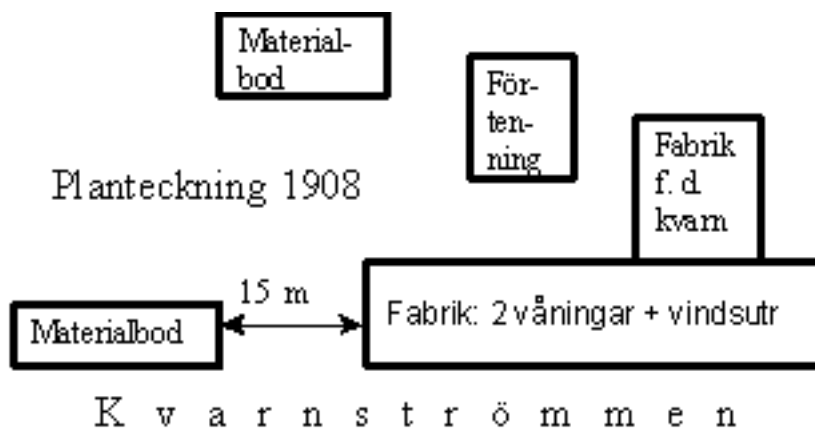 Material-
bod
För-
ten-
ning
Fabrik
f. d.
kvarn
Planteckning 1908
15 m
Fabrik: 2 våningar + vindsutr
Materialbod
K v a r n s t r ö m m e n